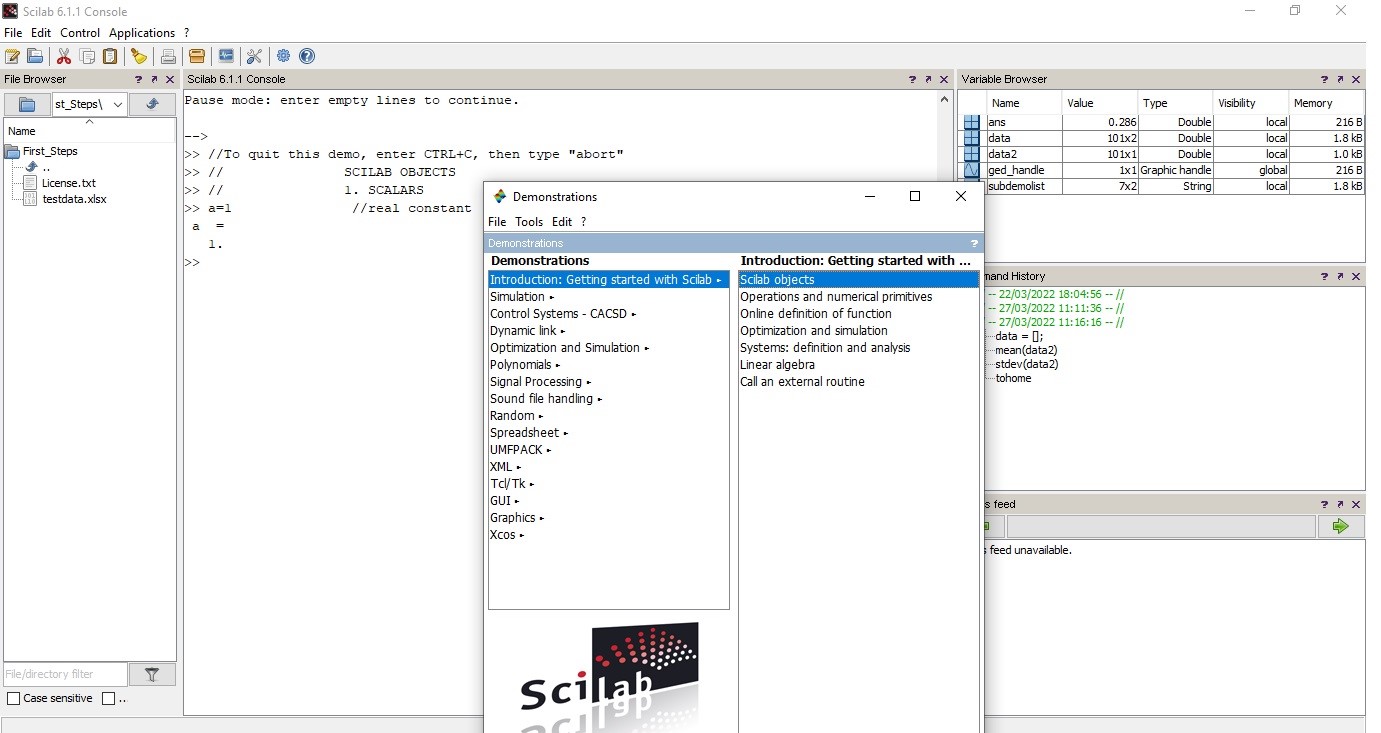 Scilab 6.1.1 Console
File Edit Control Applications ?
File Browser ? 
st_Steps\
Name
First_Steps
..
License.txt
testdata.xlsx
File/directory filter
Case sensitive ...
Scilab 6.1.1 Console ?
Pause mode: enter empty lines to continue.
-->
>> //To quit this demo, enter CTRL+C, then type "abort"
>> // SCILAB OBJECTS
>> // 1. SCALARS
>> a=1 //real constant
a =
1.
>>
Demonstrations
File Tools Edit ?
Demonstrations ?
Demonstrations
Introduction: Getting started with Scilab
Simulation
Control Systems - CACSD
Dynamic link
Optimization and Simulation
Polynomials
Signal Processing
Sound file handling
Random
Spreadsheet
UMFPACK
XML
Tcl/Tk
GUI
Graphics
Xcos
Scilab
Introduction: Getting started with ...
Scilab objects
Operations and numerical primitives
Online definition of function
Optimization and simulation
Systems: definition and analysis
Linear algebra
Call an external routine
Variable Browser ?
Name Value Type Visibility Memory
ans 0.286 Double local 216 B
data 101x2 Double local 1.8 kB
data2 101x1 Double local 1.0 kB
ged_handle 1x1 Graphic handle global 216 B
subdemolist 7x2 String local 1.8 kB
mand History ?
-- 22/03/2022 18:04:56 -- //
-- 27/03/2022 11:11:36 -- //
-- 27/03/2022 11:16:16 -- //
data = [];
mean(data2)
stdev(data2)
tohome
s feed ?
s feed unavailable.